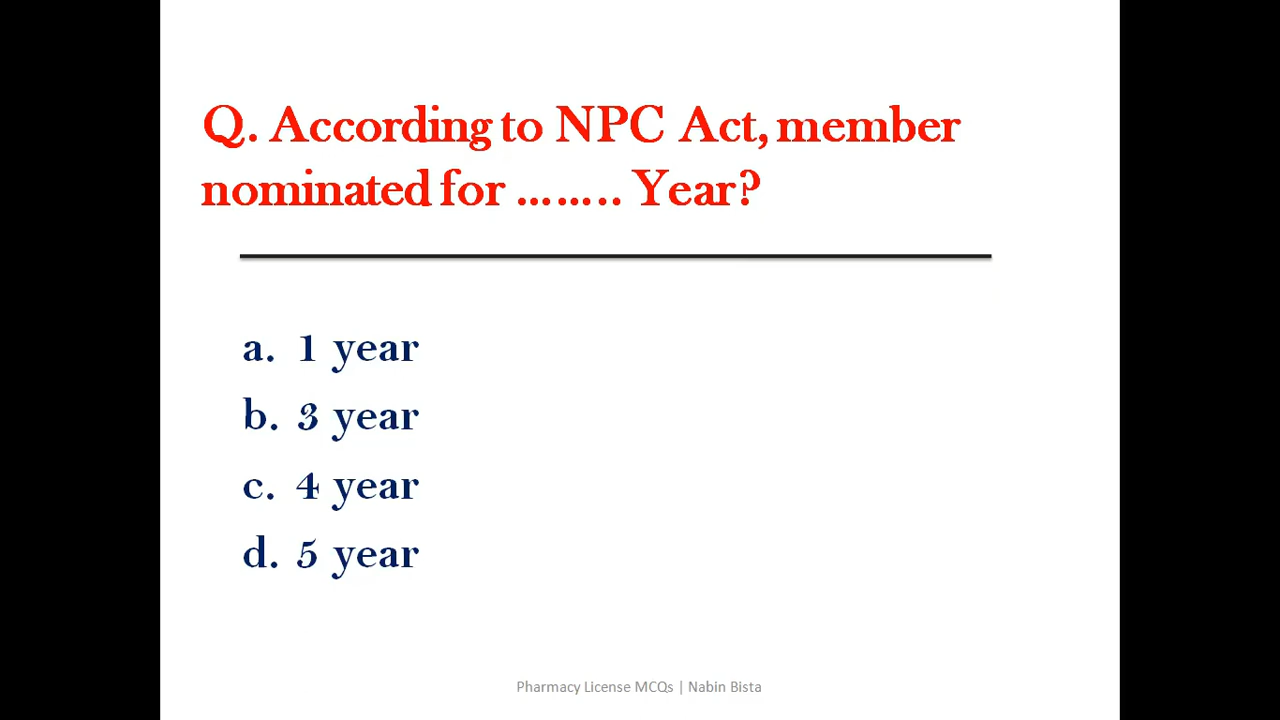 Q. According to NPC Act, member
nominated for …….. Year?
a. 1 year
b. 3 year
c. 4 year
d. 5 year
Pharmacy License MCQs | Nabin Bista